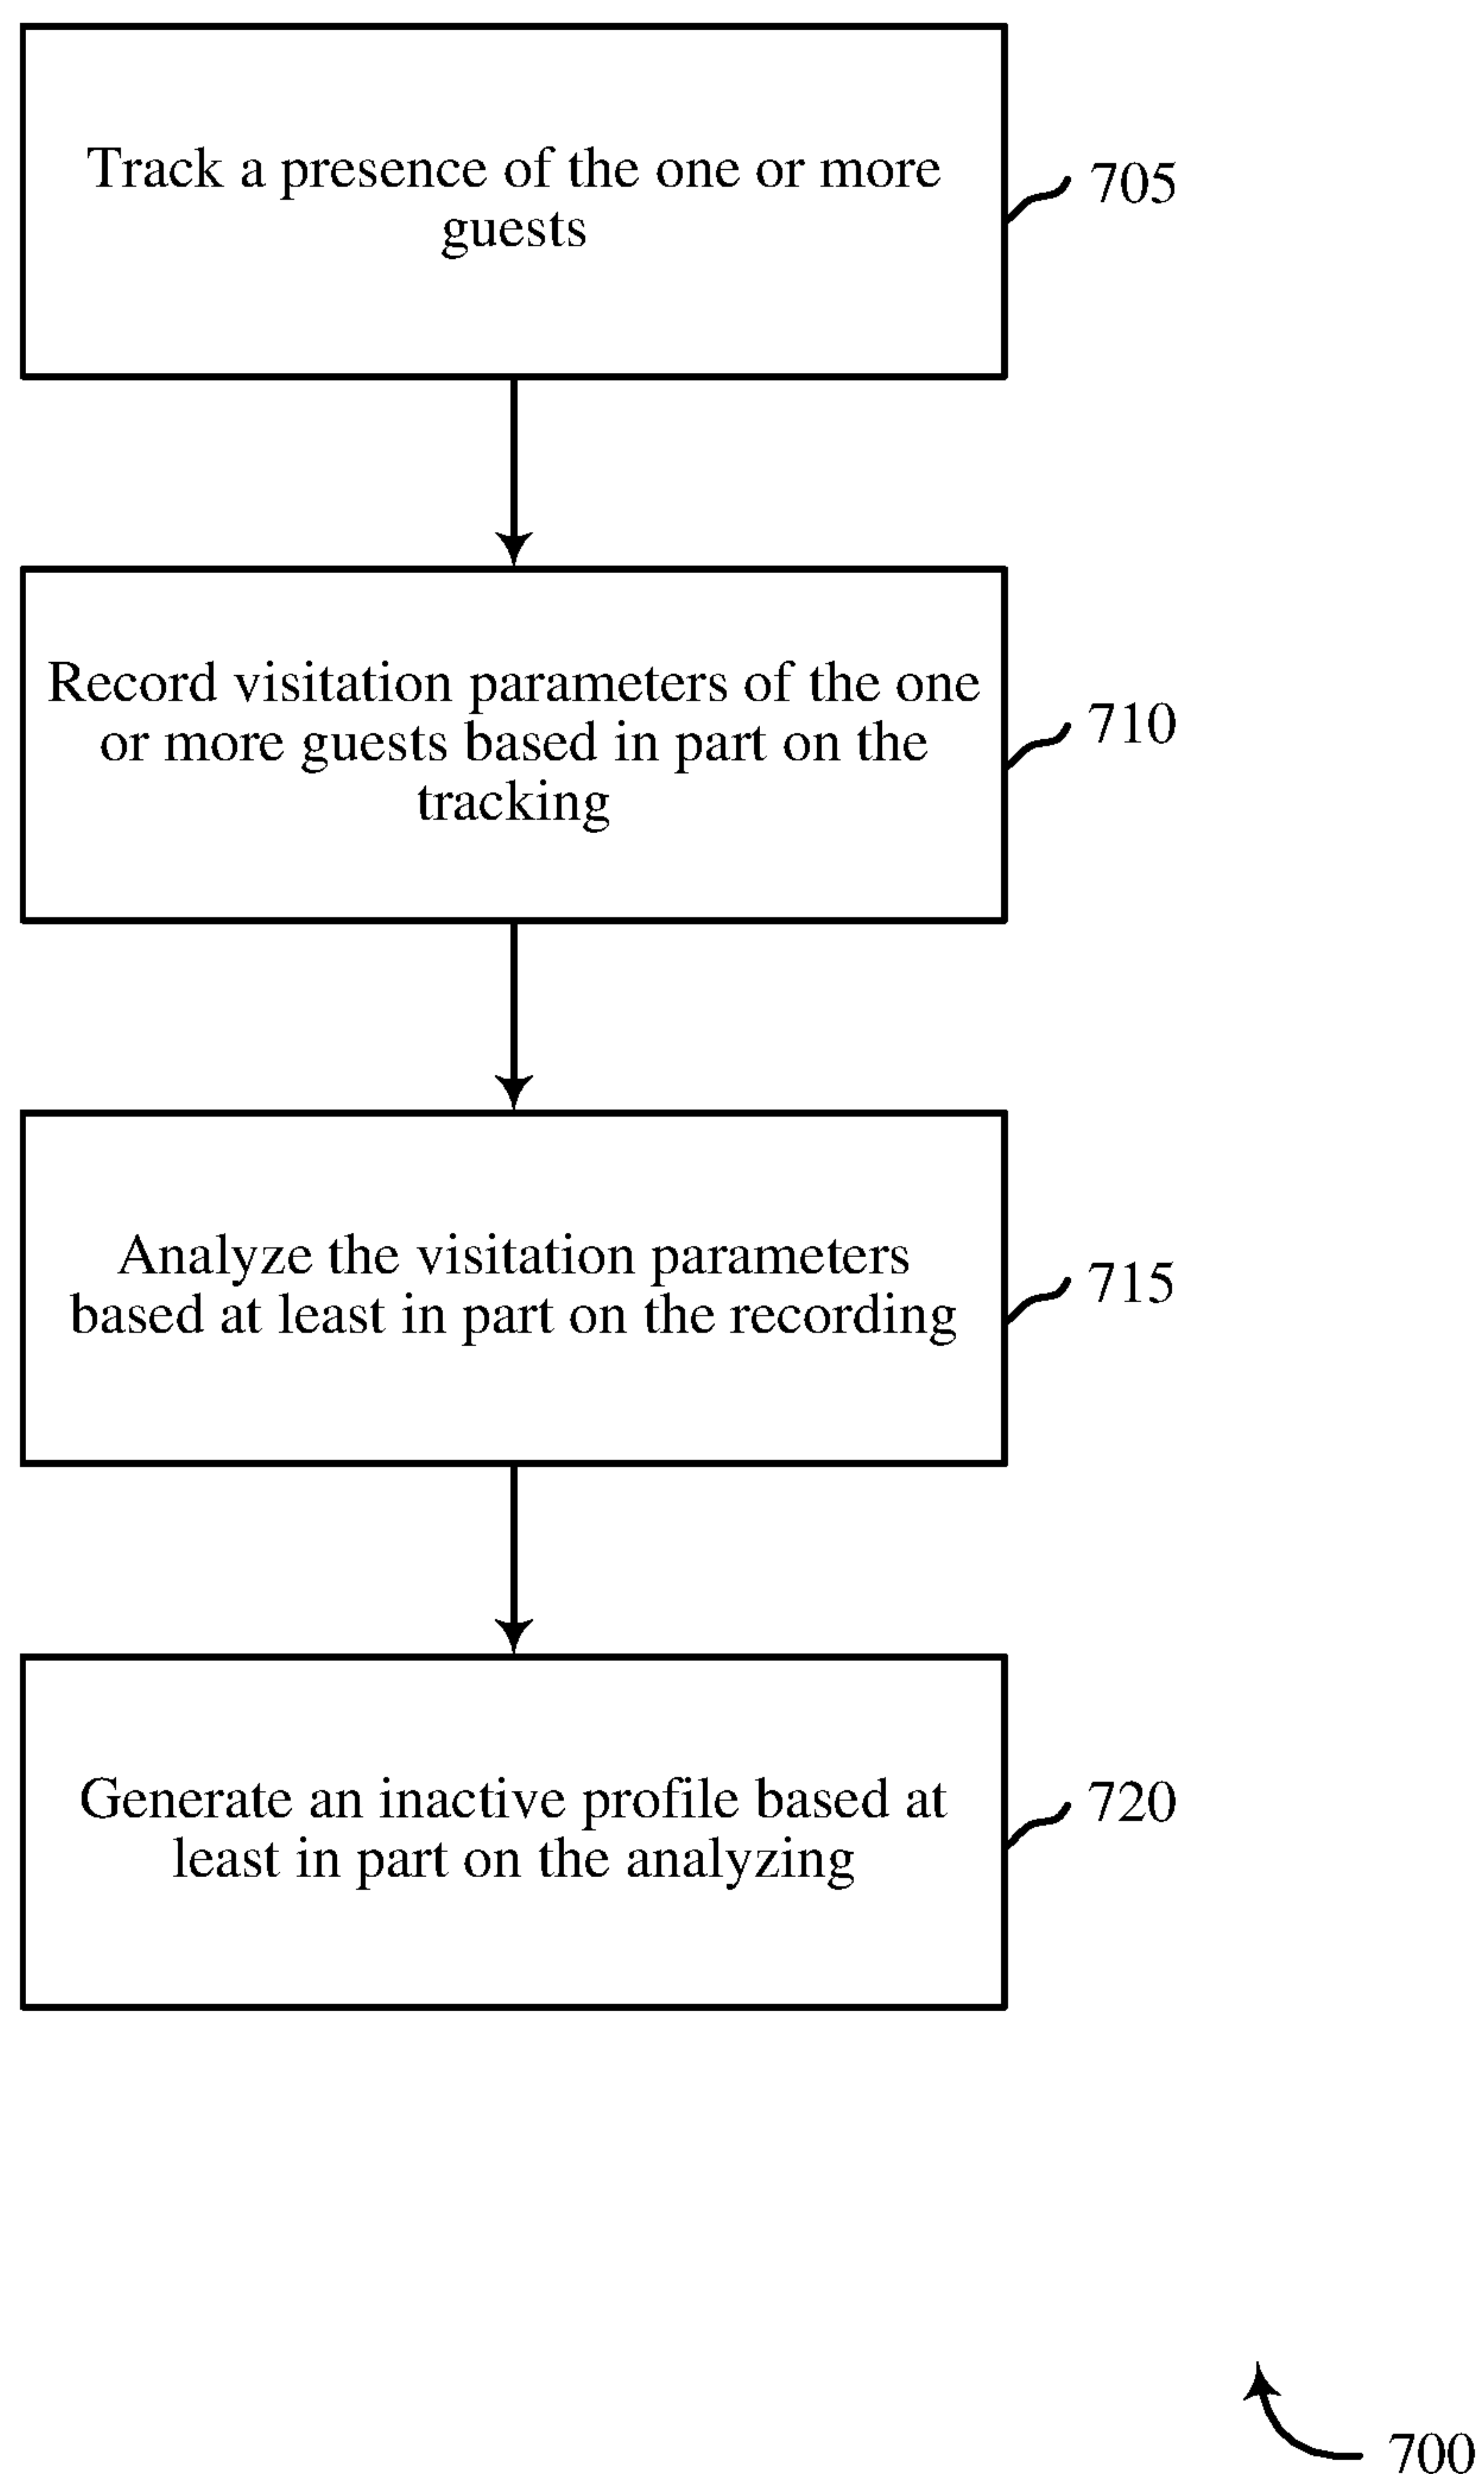 Track a presence of the one or more
guests
705
Record visitation parameters of the one
or more guests based in part on the
tracking
710
Analyze the visitation parameters
based at least in part on the recording
715
Generate an inactive profile based at
least in part on the analyzing
720
700